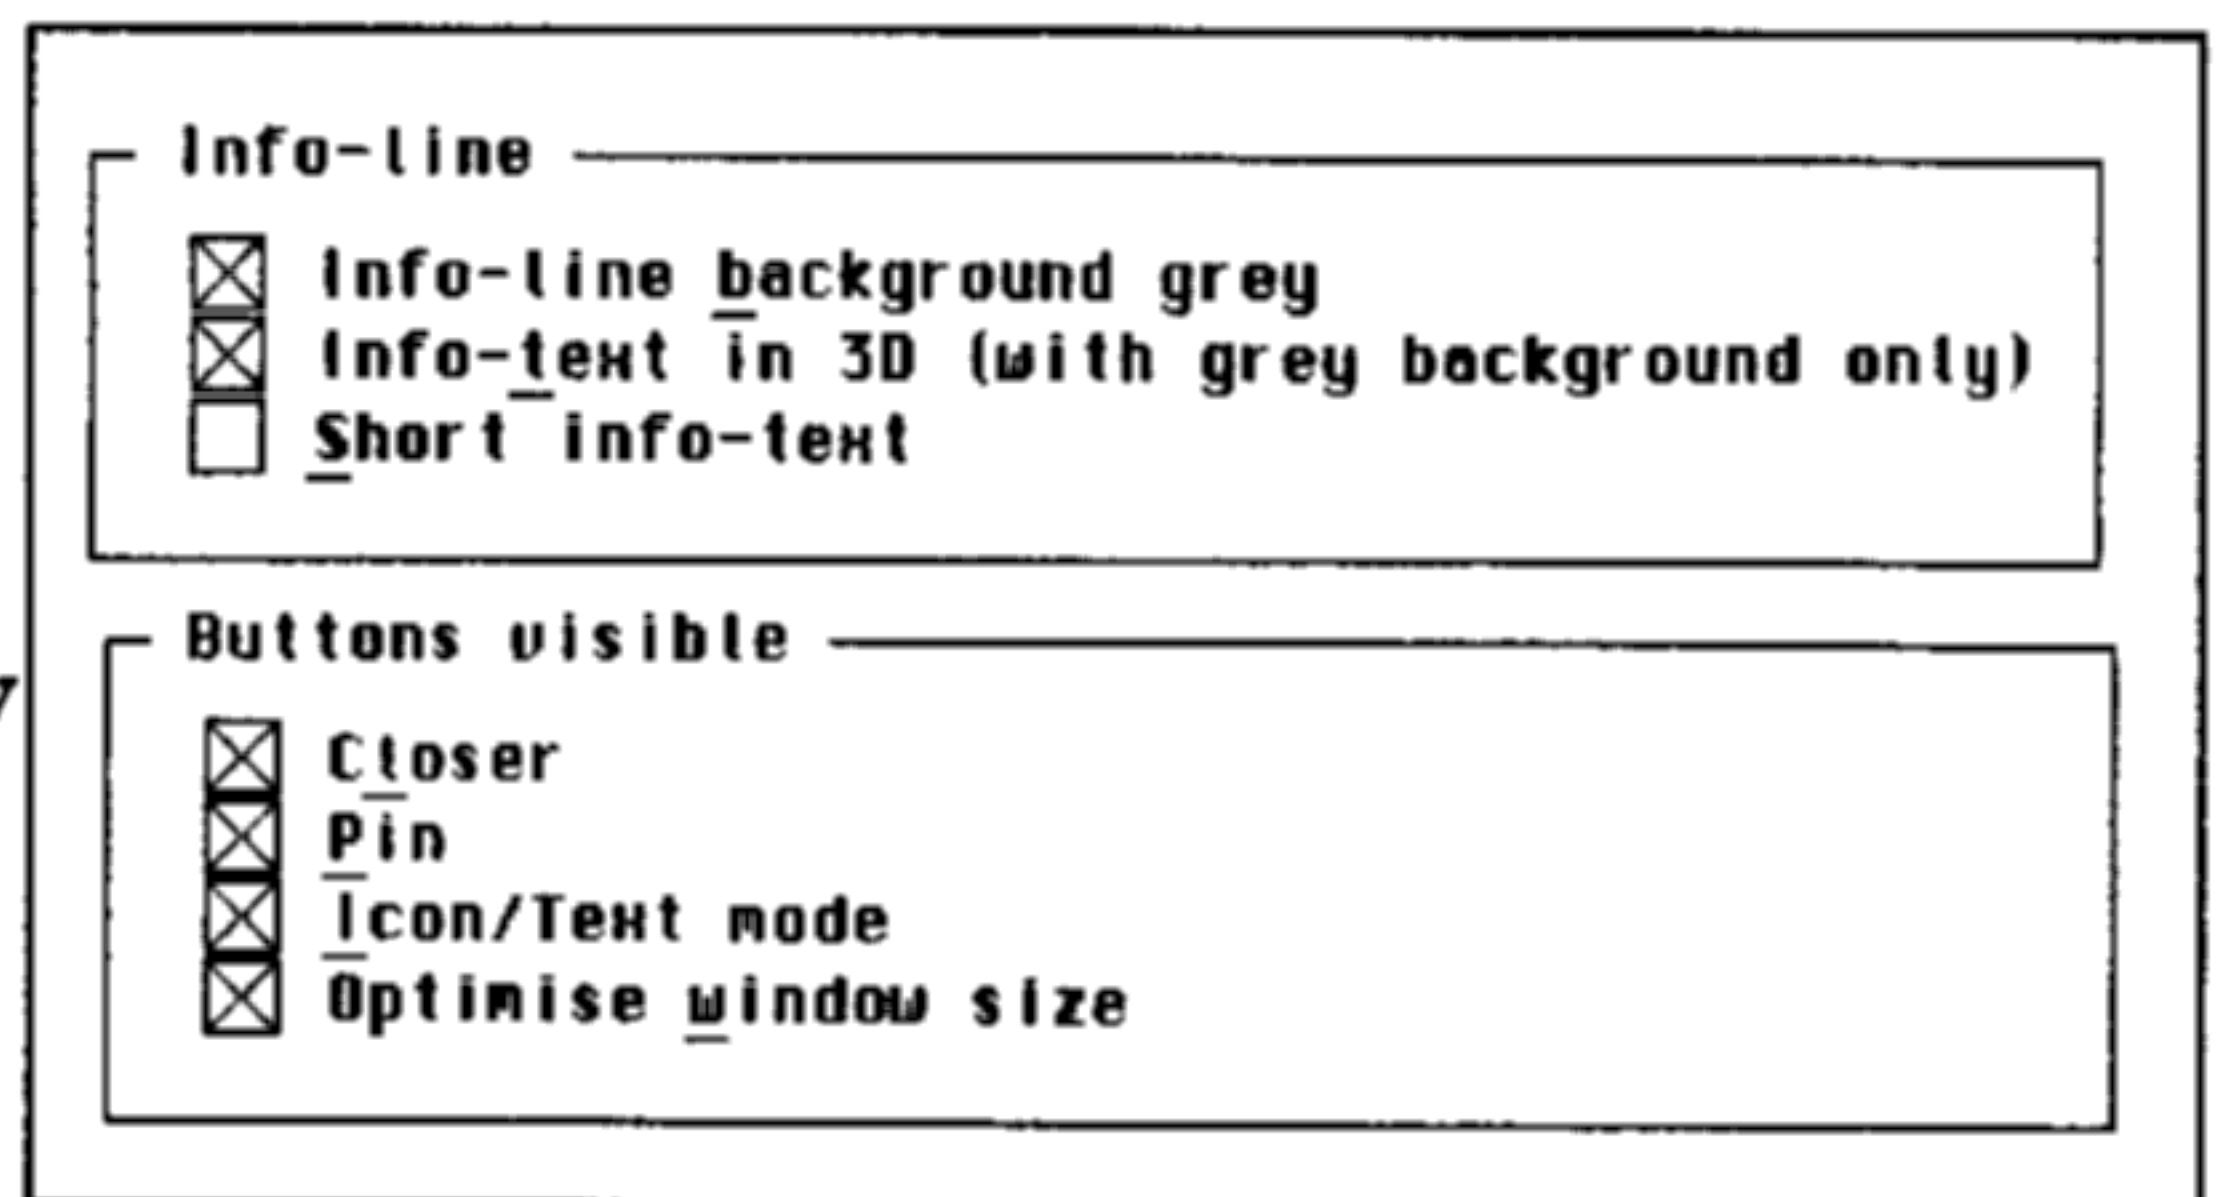 Info-line
Info-line background grey
Info-text in 3D (with grey background only)
Short info-text
Buttons visible
Closer
Pin
Icon/Text mode
Optimise window size